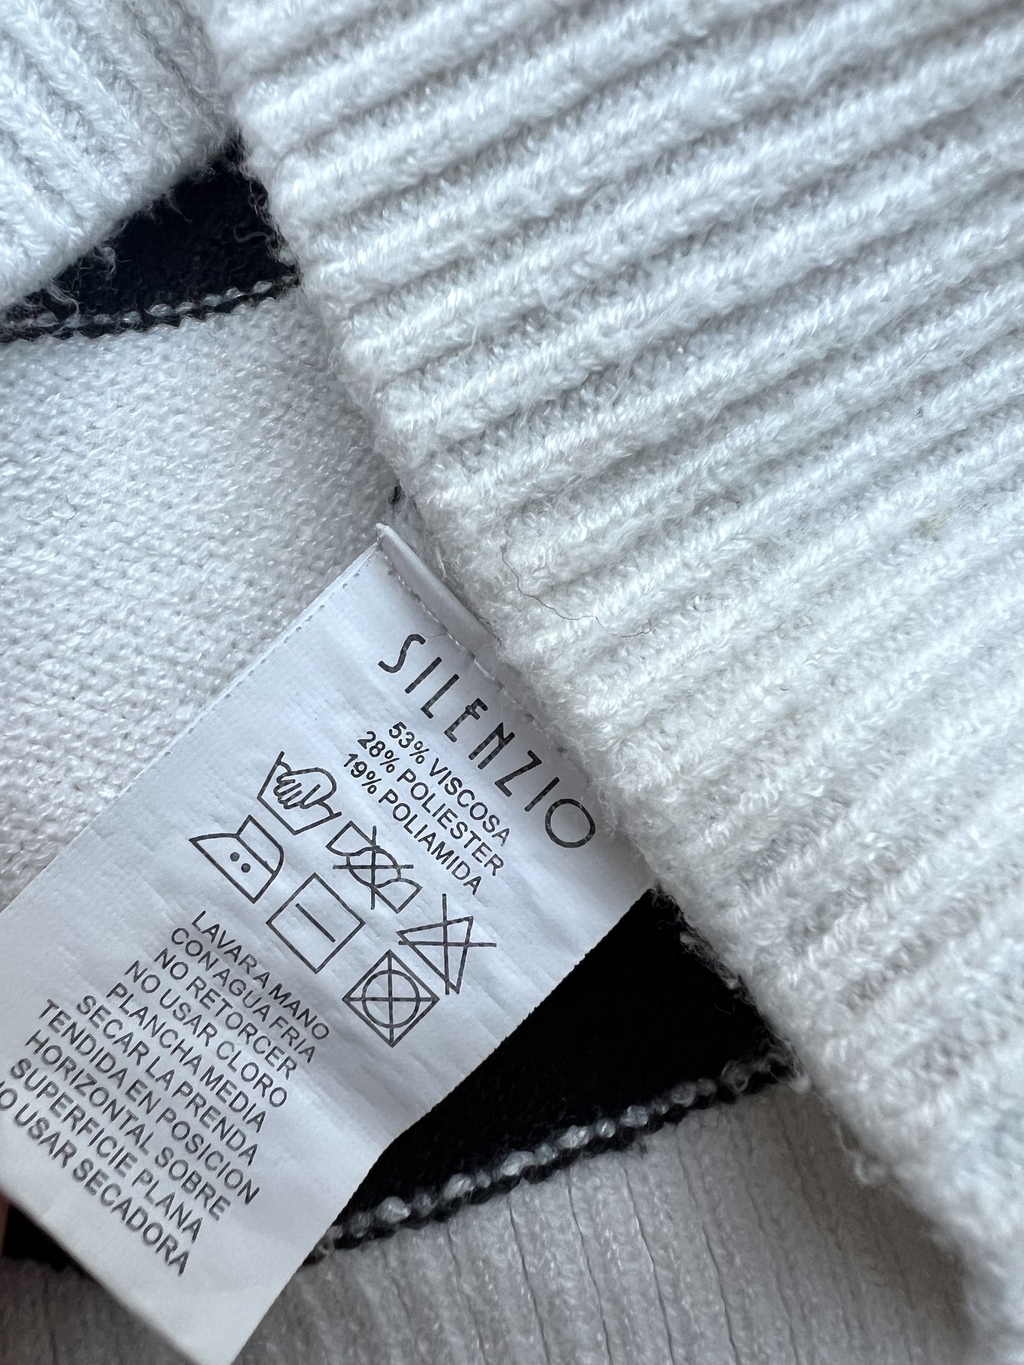 SILENZIO
53% VISCOSA
28% POLIESTER
19% POLIAMIDA
LAVAR A MANO
CON AGUA FRIA
NO RETORCER
NO USAR CLORO
PLANCHA MEDIA
SECAR LA PRENDA
TENDIDA EN POSICION
HORIZONTAL SOBRE
SUPERFICIE PLANA
NO USAR SECADORA